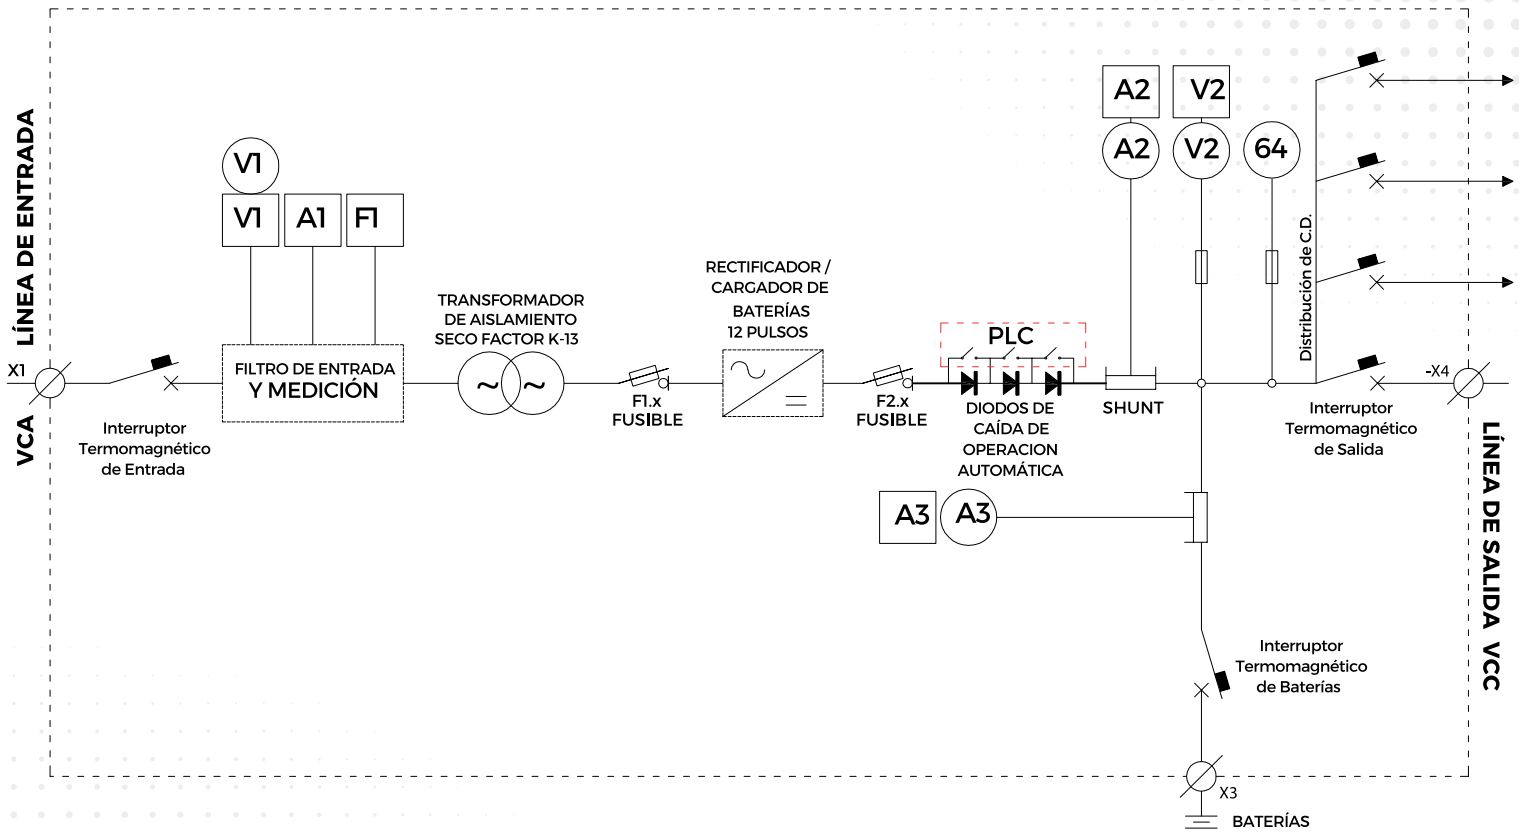 LÍNEA DE ENTRADA
VCA
X1
Interruptor
Termomagnético
de Entrada
V1
V1
A1
F1
FILTRO DE ENTRADA
Y MEDICIÓN
TRANSFORMADOR
DE AISLAMIENTO
SECO FACTOR K-13
~
~
F1.x
FUSIBLE
RECTIFICADOR /
CARGADOR DE
BATERÍAS
12 PULSOS
F2.x
FUSIBLE
PLC
DIODOS DE
CAÍDA DE
OPERACION
AUTOMÁTICA
SHUNT
A2
A2
V2
V2
64
Distribución de C.D.
Interruptor
Termomagnético
de Salida
-X4
LÍNEA DE SALIDA VCC
A3
A3
Interruptor
Termomagnético
de Baterías
X3
BATERÍAS